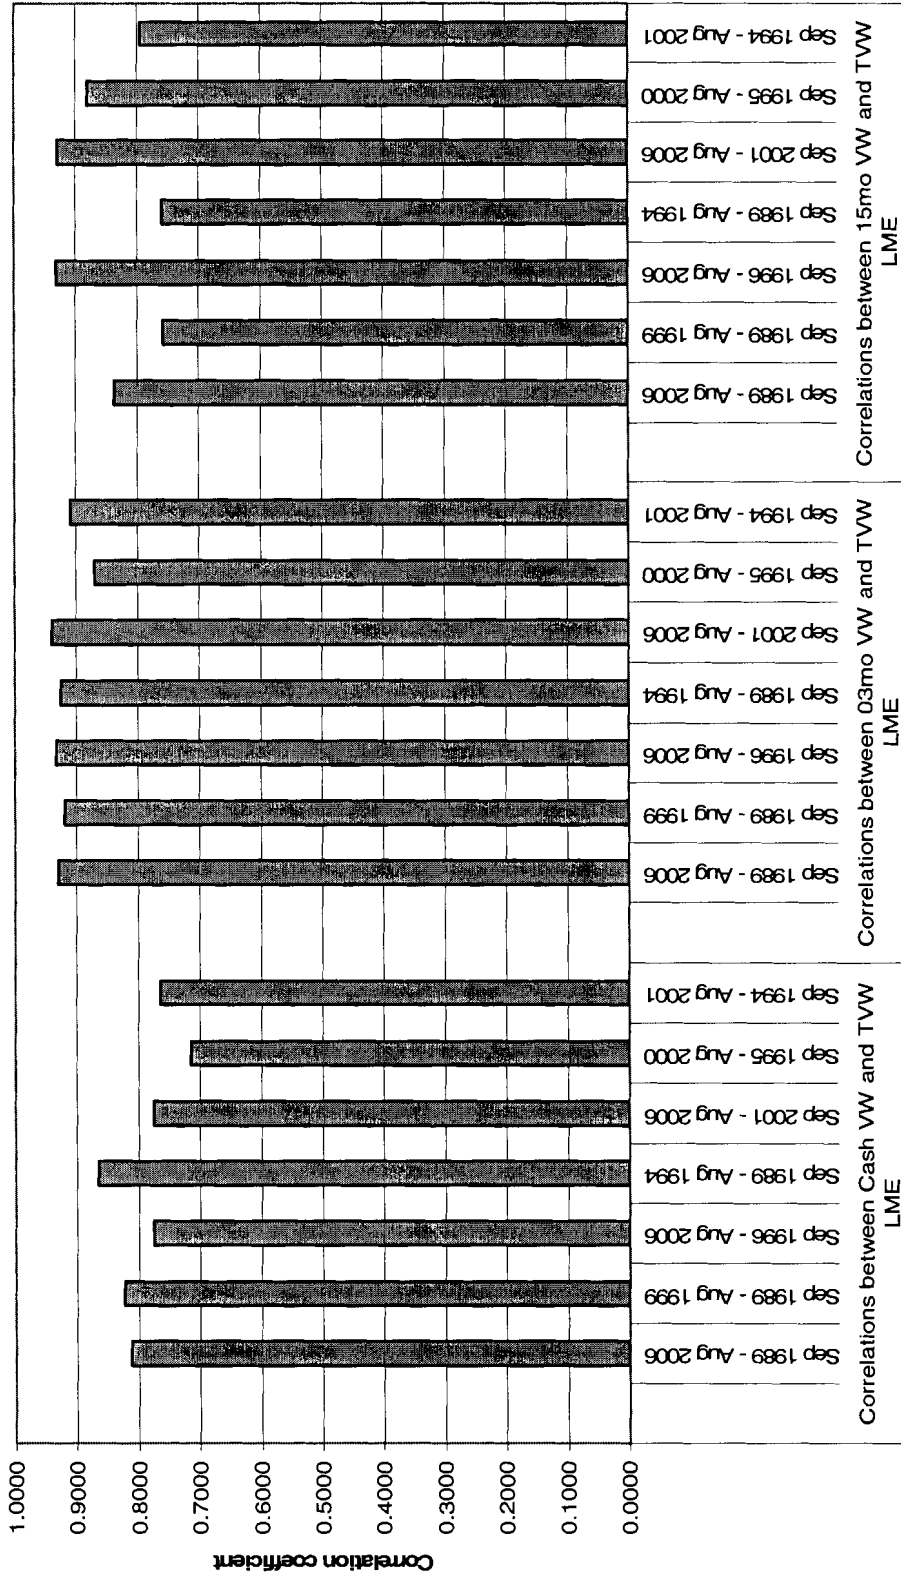 Correlation coefficient
1.0000
0.9000
0.8000
0.7000
0.6000
0.5000
0.4000
0.3000
0.2000
0.1000
0.0000
Sep 1989 - Aug 2006
Sep 1989 - Aug 1999
Sep 1996 - Aug 2006
Sep 1989 - Aug 1994
Sep 2001 - Aug 2006
Sep 1995 - Aug 2000
Sep 1994 - Aug 2001
Correlations between Cash VW and TVW
LME
Sep 1989 - Aug 2006
Sep 1989 - Aug 1999
Sep 1996 - Aug 2006
Sep 1989 - Aug 1994
Sep 2001 - Aug 2006
Sep 1995 - Aug 2000
Sep 1994 - Aug 2001
Correlations between 03mo VW and TVW
LME
Sep 1989 - Aug 2006
Sep 1989 - Aug 1999
Sep 1996 - Aug 2006
Sep 1989 - Aug 1994
Sep 2001 - Aug 2006
Sep 1995 - Aug 2000
Sep 1994 - Aug 2001
Correlations between 15mo VW and TVW
LME